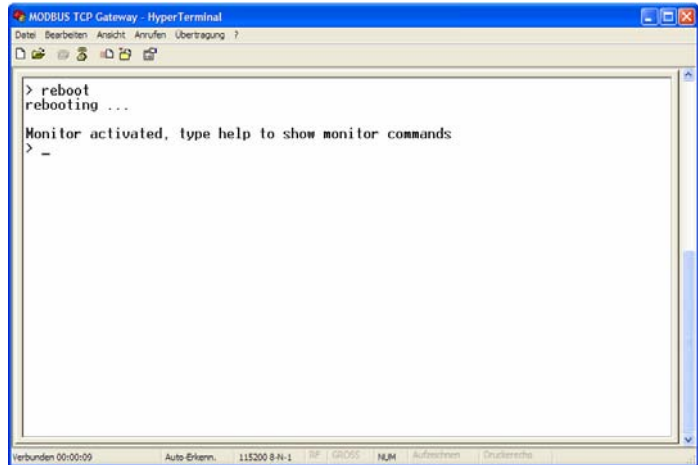 MODBUS TCP Gateway - HyperTerminal
Datei Bearbeiten Ansicht Anrufen Übertragung ?
> reboot
rebooting ...
Monitor activated, type help to show monitor commands
> _
Verbunden 00:00:09 Auto-Erkenn. 115200 8-N-1 RF GROSS NUM Aufzeichnen Druckerecho